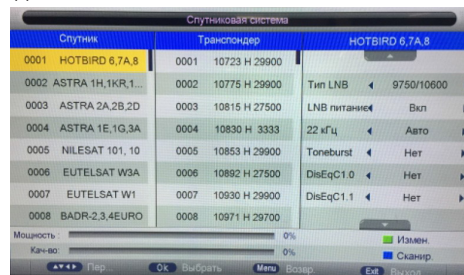 Спутниковая система
Спутник Транспондер HOTBIRD 6,7A,8
0001 HOTBIRD 6,7A,8 0001 10723 H 29900
0002 ASTRA 1H,1KR,1... 0002 10775 H 29900 Тип LNB 9750/10600
0003 ASTRA 2A,2B,2D 0003 10815 H 27500 LNB питание Вкл
0004 ASTRA 1E,1G,3A 0004 10830 H 3333 22 кГц Авто
0005 NILESAT 101, 10 0005 10853 H 29900 Toneburst Нет
0006 EUTELSAT W3A 0006 10892 H 27500 DisEqC1.0 Нет
0007 EUTELSAT W1 0007 10930 H 29900 DisEqC1.1 Нет
0008 BADR-2,3,4EURO 0008 10971 H 29700
Мощность : 0% Измен.
Кач-во: 0% Сканир.
Пер... Ok Выбрать Menu Возвр. Exit Выход